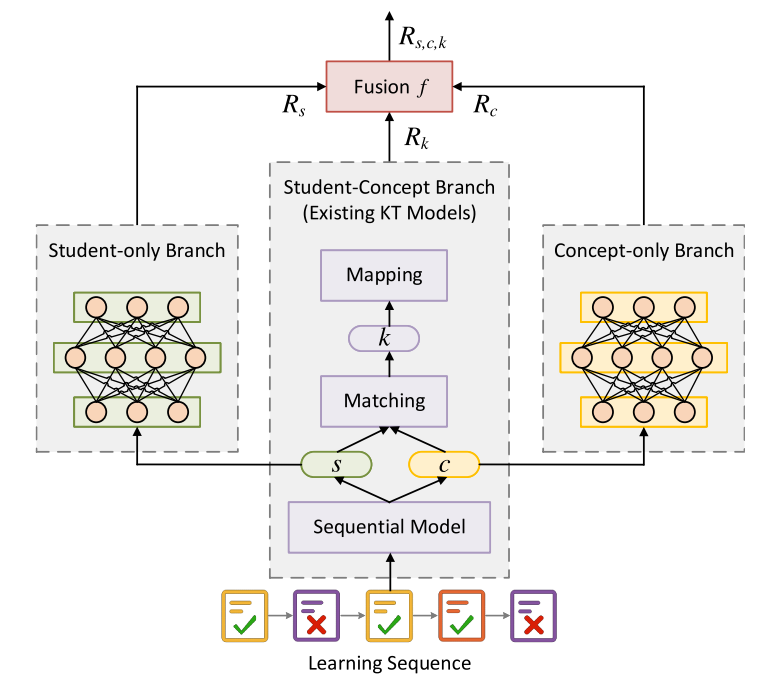 R_{s,c,k}
Fusion f
R_s
R_c
R_k
Student-Concept Branch
(Existing KT Models)
Student-only Branch
Concept-only Branch
Mapping
k
Matching
s
c
Sequential Model
Learning Sequence